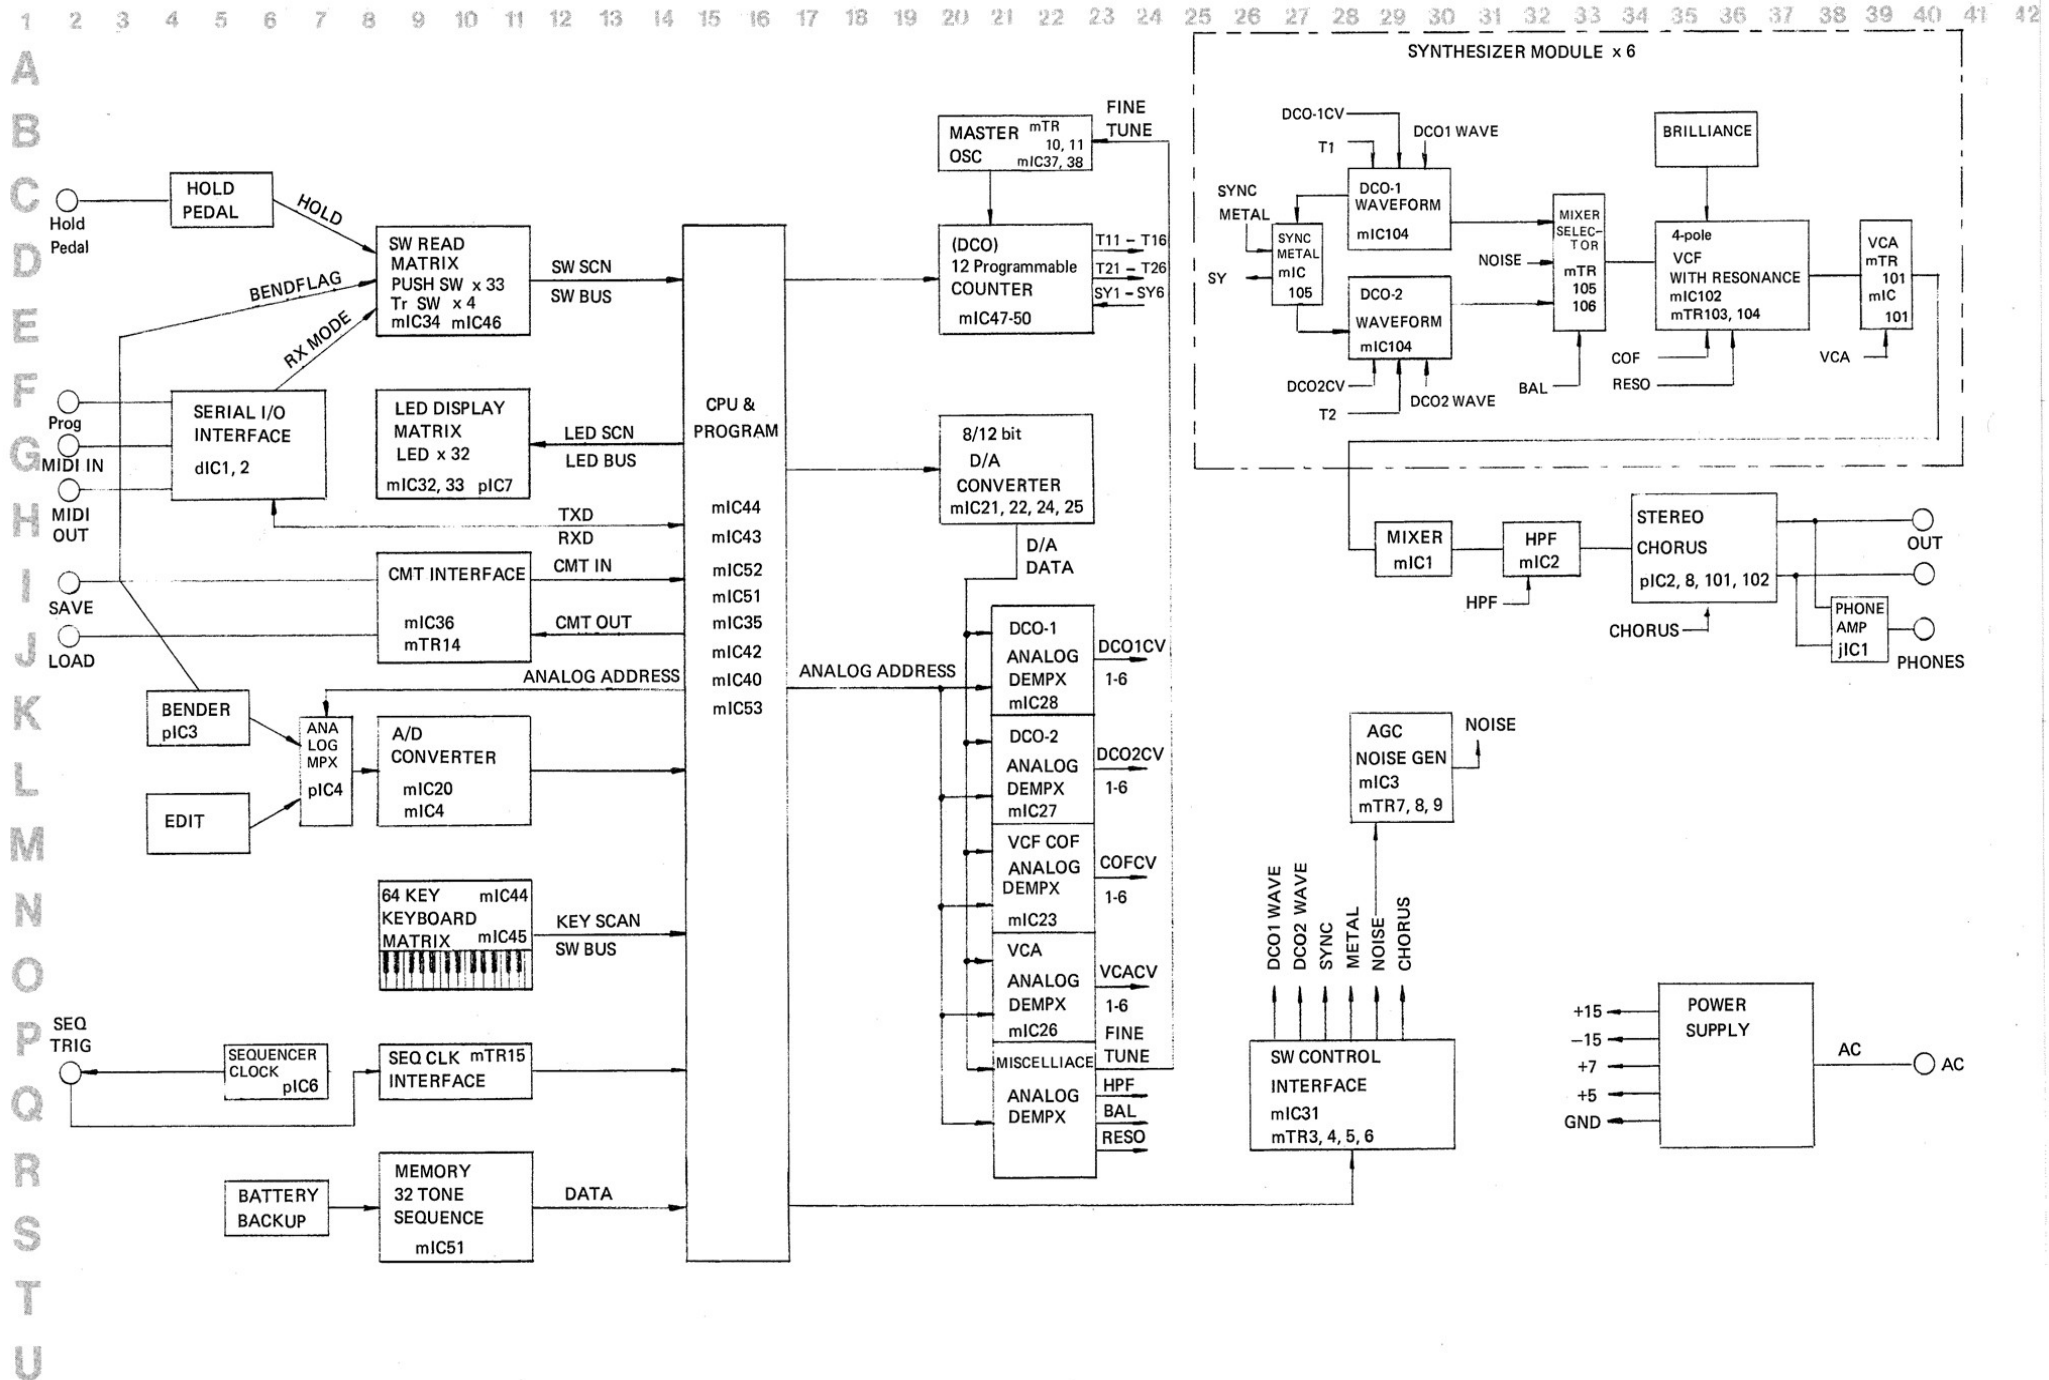 1 2 3 4 5 6 7 8 9 10 11 12 13 14 15 16 17 18 19 20 21 22 23 24 25 26 27 28 29 30 31 32 33 34 35 36 37 38 39 40 41 42
A
B
C
D
E
F
G
H
I
J
K
L
M
N
O
P
Q
R
S
T
U
Hold
Pedal
HOLD
PEDAL
HOLD
BENDFLAG
RX MODE
SW READ
MATRIX
PUSH SW x 33
Tr SW x 4
mIC34 mIC46
SW SCN
SW BUS
Prog
MIDI IN
MIDI
OUT
SERIAL I/O
INTERFACE
dIC1, 2
LED DISPLAY
MATRIX
LED x 32
mIC32, 33 pIC7
LED SCN
LED BUS
TXD
RXD
SAVE
LOAD
CMT INTERFACE
mIC36
mTR14
CMT IN
CMT OUT
ANALOG ADDRESS
BENDER
pIC3
EDIT
ANA
LOG
MPX
pIC4
A/D
CONVERTER
mIC20
mIC4
64 KEY mIC44
KEYBOARD
MATRIX mIC45
KEY SCAN
SW BUS
SEQ
TRIG
SEQUENCER
CLOCK
pIC6
SEQ CLK mTR15
INTERFACE
BATTERY
BACKUP
MEMORY
32 TONE
SEQUENCE
mIC51
DATA
CPU &
PROGRAM
mIC44
mIC43
mIC52
mIC51
mIC35
mIC42
mIC40
mIC53
MASTER mTR
OSC 10, 11
mIC37, 38
FINE
TUNE
(DCO)
12 Programmable
COUNTER
mIC47-50
T11 – T16
T21 – T26
SY1 – SY6
8/12 bit
D/A
CONVERTER
mIC21, 22, 24, 25
D/A
DATA
ANALOG ADDRESS
DCO-1
ANALOG
DEMPX
mIC28
DCO1CV
1-6
DCO-2
ANALOG
DEMPX
mIC27
DCO2CV
1-6
VCF COF
ANALOG
DEMPX
mIC23
COFCV
1-6
VCA
ANALOG
DEMPX
mIC26
VCACV
1-6
FINE
TUNE
MISCELLIACE
ANALOG
DEMPX
HPF
BAL
RESO
SYNTHESIZER MODULE x 6
DCO-1CV
T1
DCO1 WAVE
SYNC
METAL
SY
SYNC
METAL
mIC
105
DCO-1
WAVEFORM
mIC104
DCO-2
WAVEFORM
mIC104
DCO2CV
T2
DCO2 WAVE
NOISE
BAL
MIXER
SELEC-
TOR
mTR
105
106
BRILLIANCE
4-pole
VCF
WITH RESONANCE
mIC102
mTR103, 104
COF
RESO
VCA
mTR
101
mIC
101
VCA
MIXER
mIC1
HPF
mIC2
HPF
STEREO
CHORUS
pIC2, 8, 101, 102
CHORUS
OUT
PHONE
AMP
jIC1
PHONES
AGC
NOISE GEN
mIC3
mTR7, 8, 9
NOISE
DCO1 WAVE
DCO2 WAVE
SYNC
METAL
NOISE
CHORUS
SW CONTROL
INTERFACE
mIC31
mTR3, 4, 5, 6
+15
–15
+7
+5
GND
POWER
SUPPLY
AC
AC